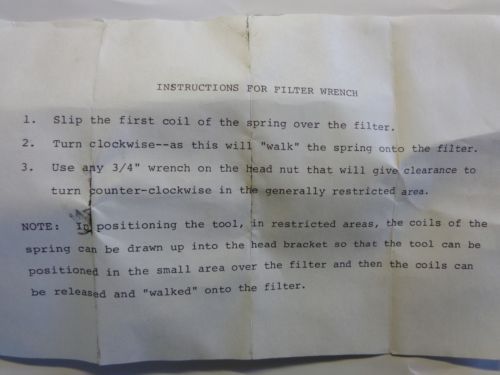 INSTRUCTIONS FOR FILTER WRENCH
1. Slip the first coil of the spring over the filter.
2. Turn clockwise--as this will "walk" the spring onto the filter.
3. Use any 3/4" wrench on the head nut that will give clearance to
turn counter-clockwise in the generally restricted area.
NOTE: In positioning the tool, in restricted areas, the coils of the
spring can be drawn up into the head bracket so that the tool can be
positioned in the small area over the filter and then the coils can
be released and "walked" onto the filter.